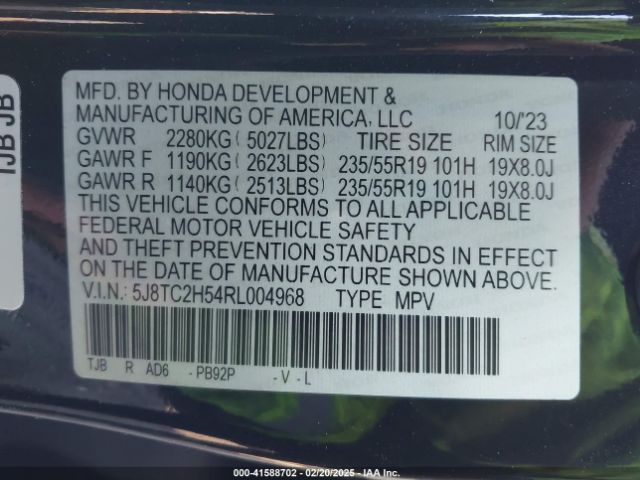 TJB JB
MFD. BY HONDA DEVELOPMENT &
MANUFACTURING OF AMERICA, LLC 10/'23
GVWR 2280KG(5027LBS) TIRE SIZE RIM SIZE
GAWR F 1190KG(2623LBS) 235/55R19 101H 19X8.0J
GAWR R 1140KG(2513LBS) 235/55R19 101H 19X8.0J
THIS VEHICLE CONFORMS TO ALL APPLICABLE
FEDERAL MOTOR VEHICLE SAFETY
AND THEFT PREVENTION STANDARDS IN EFFECT
ON THE DATE OF MANUFACTURE SHOWN ABOVE.
V.I.N.: 5J8TC2H54RL004968 TYPE MPV
TJB R AD6 -PB92P -V-L
000-41588702 - 02/20/2025 - IAA Inc.